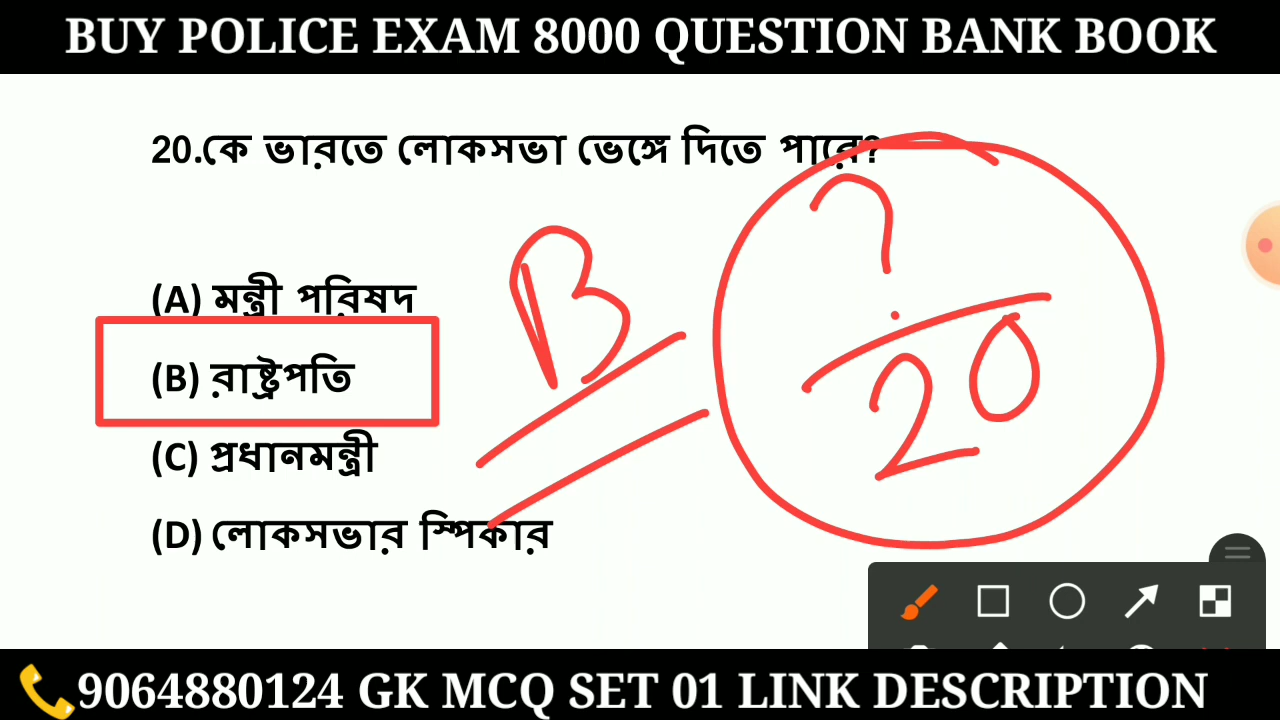 BUY POLICE EXAM 8000 QUESTION BANK BOOK
20.কে ভারতে লোকসভা ভেঙ্গে দিতে পারে?
(A) মন্ত্রী পরিষদ
(B) রাষ্ট্রপতি
(C) প্রধানমন্ত্রী
(D) লোকসভার স্পিকার
B
?
20
9064880124 GK MCQ SET 01 LINK DESCRIPTION